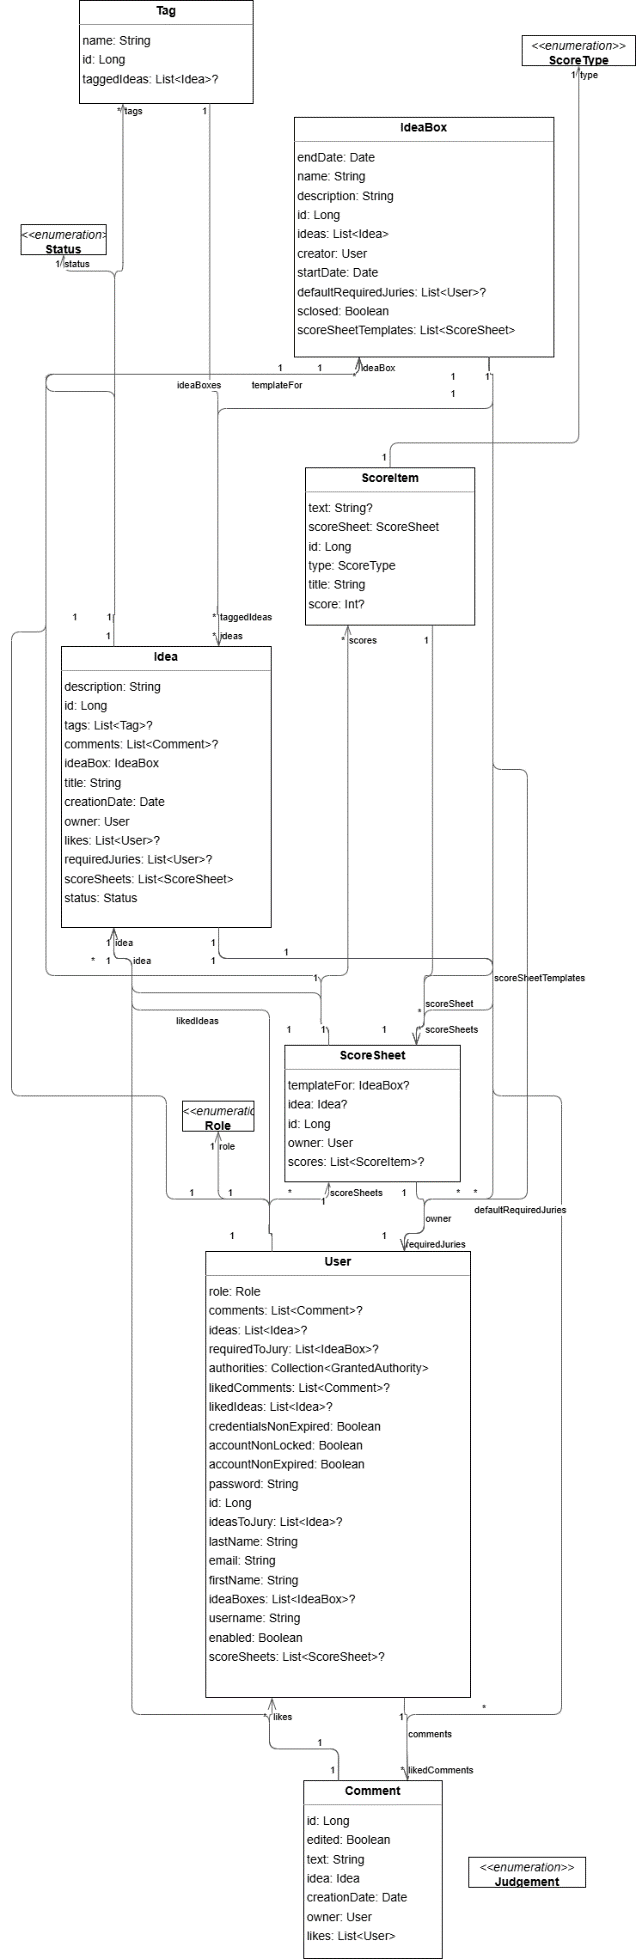 Tag
name: String
id: Long
taggedIdeas: List<Idea>?
<<enumeration>>
ScoreType
1 type
* tags
1
IdeaBox
endDate: Date
name: String
description: String
id: Long
ideas: List<Idea>
creator: User
startDate: Date
defaultRequiredJuries: List<User>?
sclosed: Boolean
scoreSheetTemplates: List<ScoreSheet>
<<enumeration>
Status
1 status
1
1
ideaBox
1
1
ideaBoxes
templateFor
1
1
ScoreItem
text: String?
scoreSheet: ScoreSheet
id: Long
type: ScoreType
title: String
score: Int?
1
1
* taggedIdeas
1
* ideas
* scores
1
Idea
description: String
id: Long
tags: List<Tag>?
comments: List<Comment>?
ideaBox: IdeaBox
title: String
creationDate: Date
owner: User
likes: List<User>?
requiredJuries: List<User>?
scoreSheets: List<ScoreSheet>
status: Status
1 idea
1
1
*
1
idea
1
1
scoreSheetTemplates
scoreSheet
*
likedIdeas
1
1
1
scoreSheets
ScoreSheet
templateFor: IdeaBox?
idea: Idea?
id: Long
owner: User
scores: List<ScoreItem>?
<<enumeratic
Role
1 role
1
1
*
scoreSheets
1
1
*
*
defaultRequiredJuries
owner
1
1
requiredJuries
User
role: Role
comments: List<Comment>?
ideas: List<Idea>?
requiredToJury: List<IdeaBox>?
authorities: Collection<GrantedAuthority>
likedComments: List<Comment>?
likedIdeas: List<Idea>?
credentialsNonExpired: Boolean
accountNonLocked: Boolean
accountNonExpired: Boolean
password: String
id: Long
ideasToJury: List<Idea>?
lastName: String
email: String
firstName: String
ideaBoxes: List<IdeaBox>?
username: String
enabled: Boolean
scoreSheets: List<ScoreSheet>?
* likes
1
*
comments
1
1
* likedComments
Comment
id: Long
edited: Boolean
text: String
idea: Idea
creationDate: Date
owner: User
likes: List<User>
<<enumeration>>
Judgement